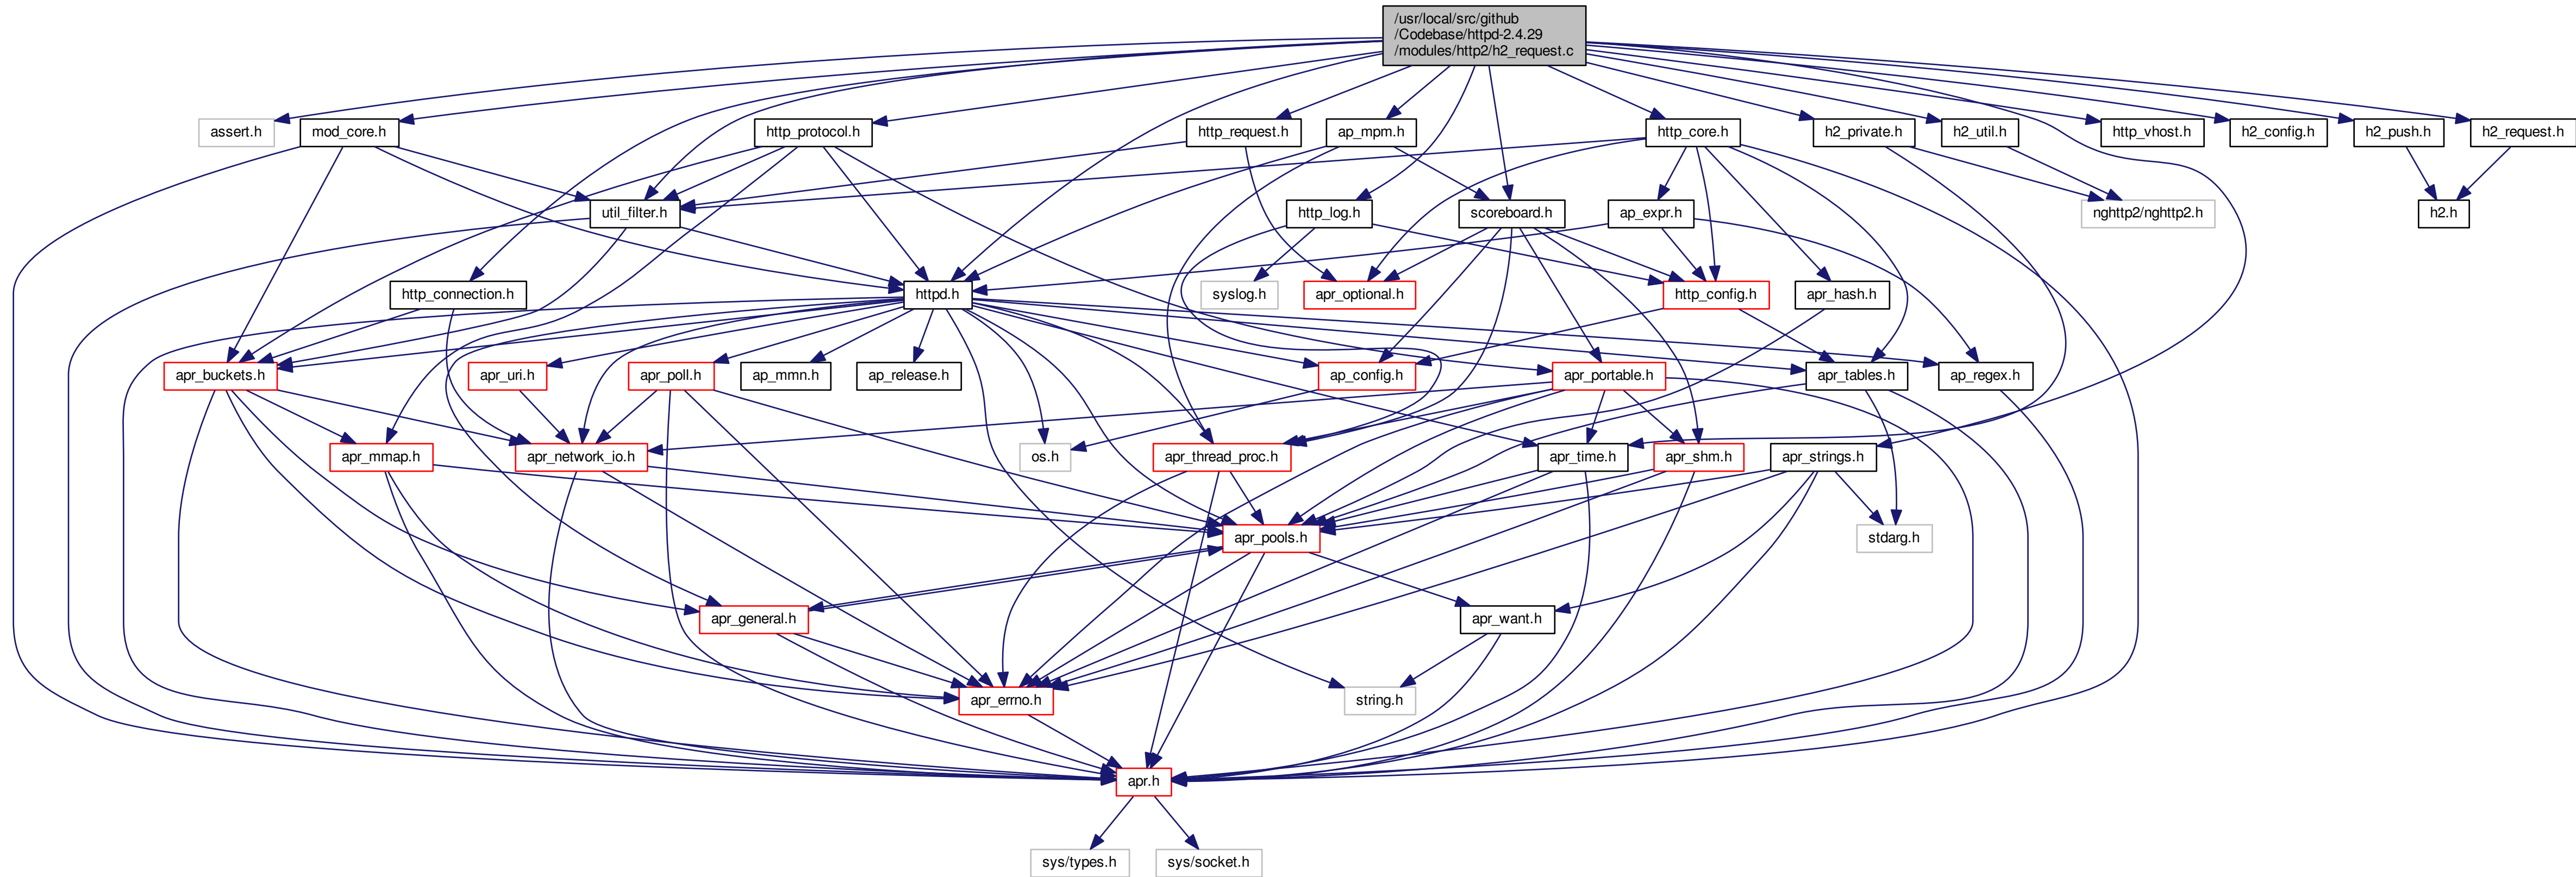 /usr/local/src/github
/Codebase/httpd-2.4.29
/modules/http2/h2_request.c
assert.h
mod_core.h
http_protocol.h
http_request.h
ap_mpm.h
http_core.h
h2_private.h
h2_util.h
http_vhost.h
h2_config.h
h2_push.h
h2_request.h
util_filter.h
http_log.h
scoreboard.h
ap_expr.h
nghttp2/nghttp2.h
h2.h
http_connection.h
httpd.h
syslog.h
apr_optional.h
http_config.h
apr_hash.h
apr_buckets.h
apr_uri.h
apr_poll.h
ap_mmn.h
ap_release.h
ap_config.h
apr_portable.h
apr_tables.h
ap_regex.h
apr_mmap.h
apr_network_io.h
os.h
apr_thread_proc.h
apr_time.h
apr_shm.h
apr_strings.h
apr_pools.h
stdarg.h
apr_general.h
apr_want.h
apr_errno.h
string.h
apr.h
sys/types.h
sys/socket.h